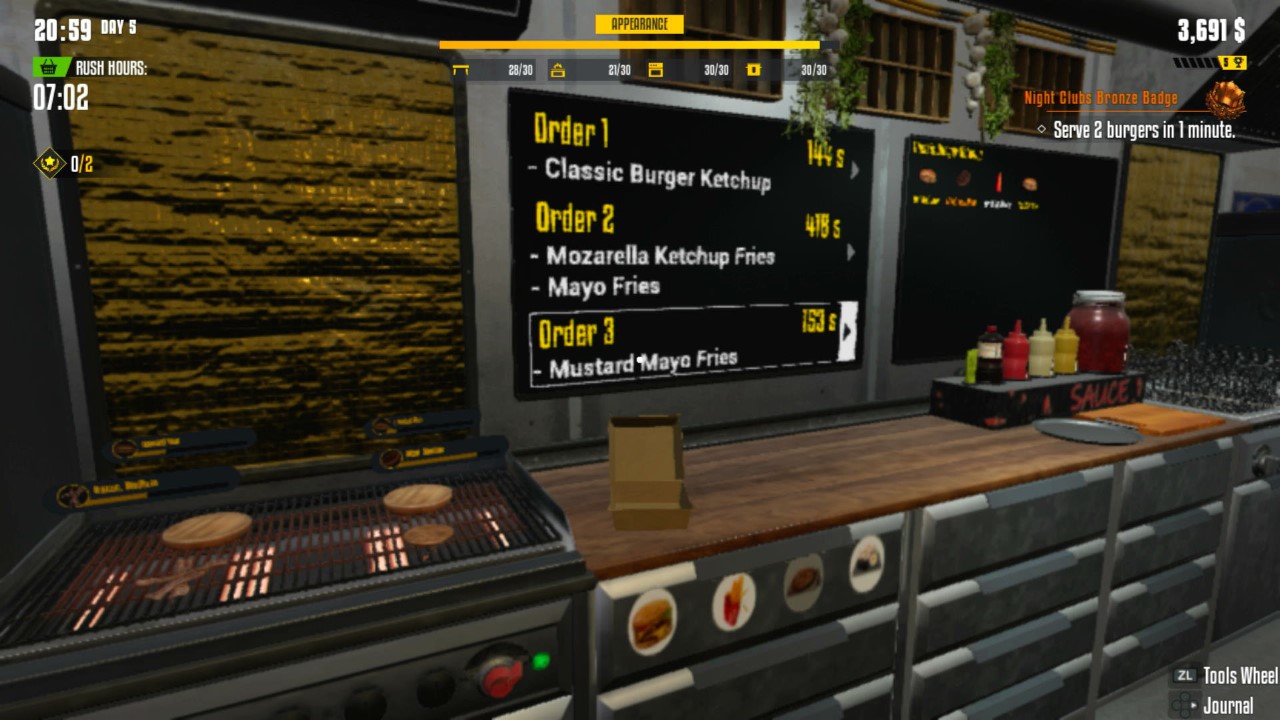 20:59 DAY 5
RUSH HOURS:
07:02
0/2
APPEARANCE
28/30 21/30 30/30 30/30
3,691 $
5
Night Clubs Bronze Badge
Serve 2 burgers in 1 minute.
Order 1 144 s
- Classic Burger Ketchup
Order 2 418 s
- Mozarella Ketchup Fries
- Mayo Fries
Order 3 153 s
- Mustard Mayo Fries
SAUCE
ZL Tools Wheel
Journal